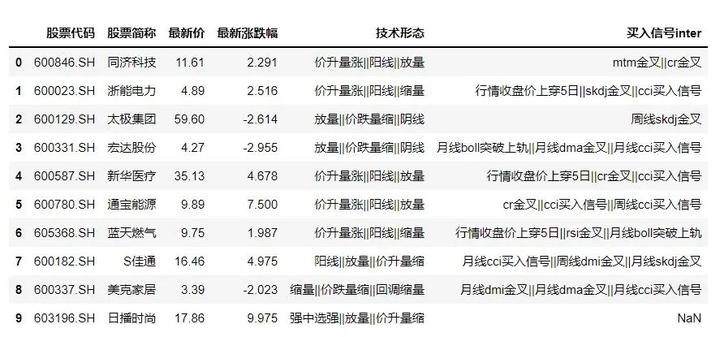 股票代码 股票简称 最新价 最新涨跌幅 技术形态 买入信号inter
0 600846.SH 同济科技 11.61 2.291 价升量涨||阳线||放量 mtm金叉||cr金叉
1 600023.SH 浙能电力 4.89 2.516 价升量涨||阳线||缩量 行情收盘价上穿5日||skdj金叉||cci买入信号
2 600129.SH 太极集团 59.60 -2.614 放量||价跌量缩||阴线 周线skdj金叉
3 600331.SH 宏达股份 4.27 -2.955 放量||价跌量缩||阴线 月线boll突破上轨||月线dma金叉||月线cci买入信号
4 600587.SH 新华医疗 35.13 4.678 价升量涨||阳线||放量 行情收盘价上穿5日||cr金叉||cci买入信号
5 600780.SH 通宝能源 9.89 7.500 价升量涨||阳线||放量 cr金叉||cci买入信号||周线cci买入信号
6 605368.SH 蓝天燃气 9.75 1.987 价升量涨||阳线||缩量 行情收盘价上穿5日||rsi金叉||月线boll突破上轨
7 600182.SH S佳通 16.46 4.975 阳线||放量||价升量缩 月线cci买入信号||周线dmi金叉||月线skdj金叉
8 600337.SH 美克家居 3.39 -2.023 缩量||价跌量缩||回调缩量 月线dmi金叉||月线dma金叉||月线cci买入信号
9 603196.SH 日播时尚 17.86 9.975 强中选强||放量||价升量缩 NaN